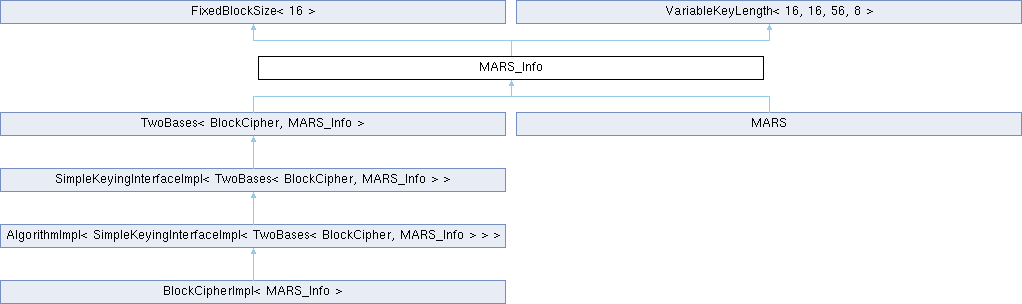 FixedBlockSize< 16 >
VariableKeyLength< 16, 16, 56, 8 >
MARS_Info
TwoBases< BlockCipher, MARS_Info >
MARS
SimpleKeyingInterfaceImpl< TwoBases< BlockCipher, MARS_Info > >
AlgorithmImpl< SimpleKeyingInterfaceImpl< TwoBases< BlockCipher, MARS_Info > > >
BlockCipherImpl< MARS_Info >